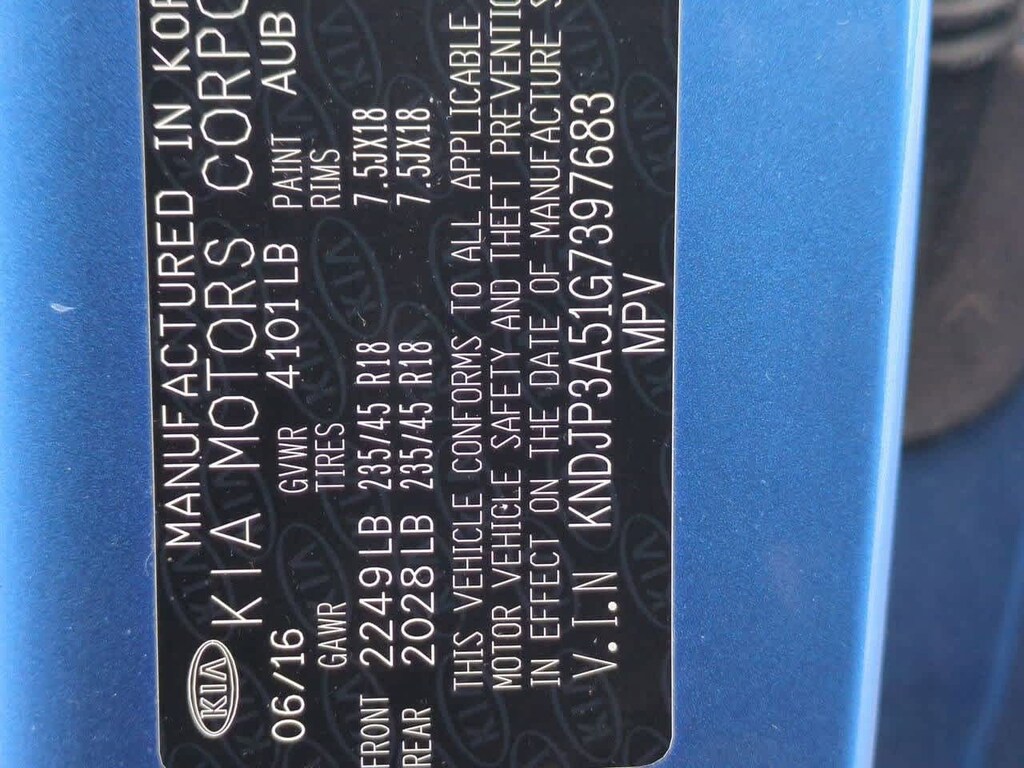 MANUFACTURED IN KOR
KIA KIA MOTORS CORPO
06/16 4101 LB AUB
GAWR GVWR PAINT
TIRES RIMS
FRONT 2249 LB 235/45 R18 7.5JX18
REAR 2028 LB 235/45 R18 7.5JX18.
THIS VEHICLE CONFORMS TO ALL APPLICABLE
MOTOR VEHICLE SAFETY AND THEFT PREVENTIO
IN EFFECT ON THE DATE OF MANUFACTURE S
V.I.N KNDJP3A51G7397683
MPV